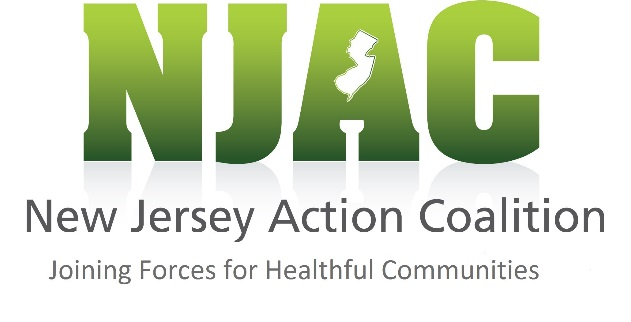 NJAC
New Jersey Action Coalition
Joining Forces for Healthful Communities